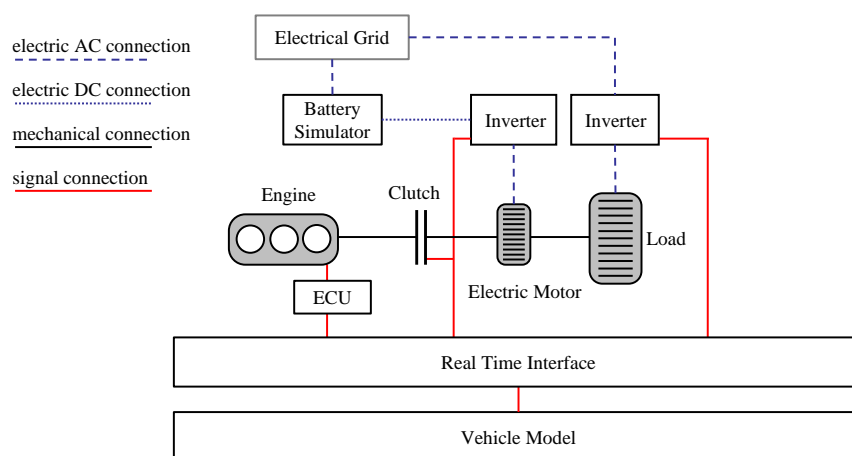 Electrical Grid
electric AC connection
electric DC connection
Battery
Simulator
Inverter
Inverter
mechanical connection
signal connection
Engine
Clutch
Load
Electric Motor
ECU
Real Time Interface
Vehicle Model